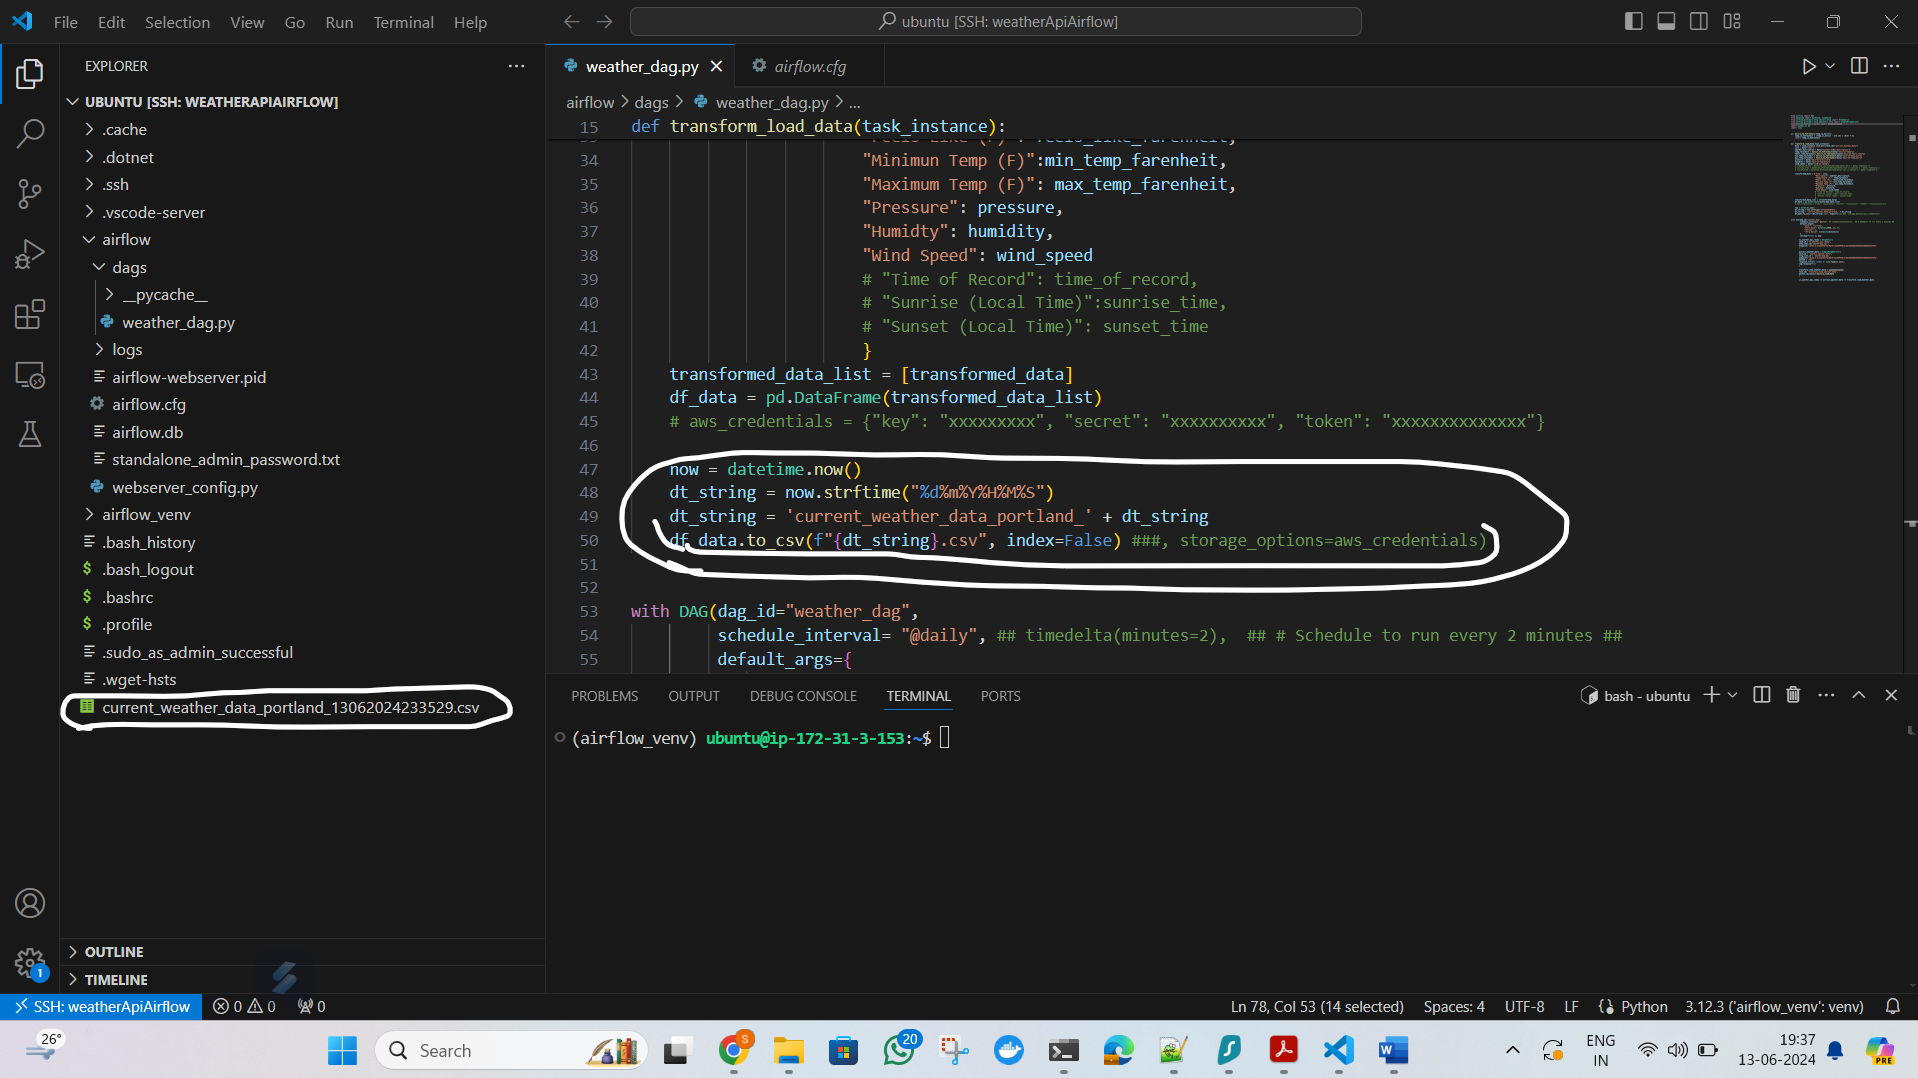 File Edit Selection View Go Run Terminal Help
ubuntu [SSH: weatherApiAirflow]
EXPLORER
UBUNTU [SSH: WEATHERAPIAIRFLOW]
.cache
.dotnet
.ssh
.vscode-server
airflow
dags
__pycache__
weather_dag.py
logs
airflow-webserver.pid
airflow.cfg
airflow.db
standalone_admin_password.txt
webserver_config.py
airflow_venv
.bash_history
.bash_logout
.bashrc
.profile
.sudo_as_admin_successful
.wget-hsts
current_weather_data_portland_13062024233529.csv
OUTLINE
TIMELINE
weather_dag.py airflow.cfg
airflow > dags > weather_dag.py > ...
15 def transform_load_data(task_instance):
34 "Minimun Temp (F)":min_temp_farenheit,
35 "Maximum Temp (F)": max_temp_farenheit,
36 "Pressure": pressure,
37 "Humidty": humidity,
38 "Wind Speed": wind_speed
39 # "Time of Record": time_of_record,
40 # "Sunrise (Local Time)":sunrise_time,
41 # "Sunset (Local Time)": sunset_time
42 }
43 transformed_data_list = [transformed_data]
44 df_data = pd.DataFrame(transformed_data_list)
45 # aws_credentials = {"key": "xxxxxxxxx", "secret": "xxxxxxxxxx", "token": "xxxxxxxxxxxxxx"}
46
47 now = datetime.now()
48 dt_string = now.strftime("%d%m%Y%H%M%S")
49 dt_string = 'current_weather_data_portland_' + dt_string
50 df_data.to_csv(f"{dt_string}.csv", index=False) ###, storage_options=aws_credentials)
51
52
53 with DAG(dag_id="weather_dag",
54 schedule_interval= "@daily", ## timedelta(minutes=2), ## # Schedule to run every 2 minutes ##
55 default_args={
PROBLEMS OUTPUT DEBUG CONSOLE TERMINAL PORTS
bash - ubuntu
(airflow_venv) ubuntu@ip-172-31-3-153:~$
1
SSH: weatherApiAirflow 0 0 0
Ln 78, Col 53 (14 selected) Spaces: 4 UTF-8 LF Python 3.12.3 ('airflow_venv': venv)
26°
Search
S
20
PRE
ENG
IN
19:37
13-06-2024